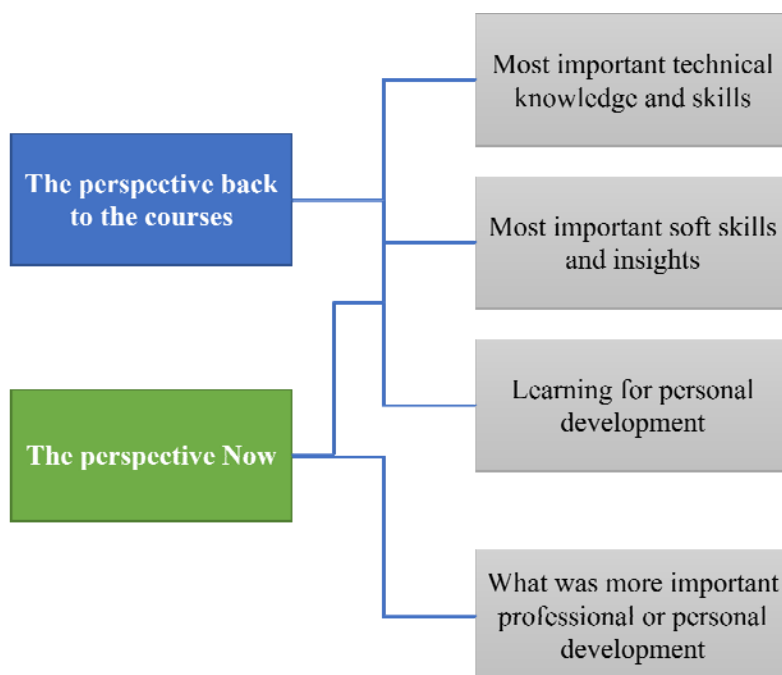 Most important technical
knowledge and skills
The perspective back
to the courses
Most important soft skills
and insights
Learning for personal
development
The perspective Now
What was more important
professional or personal
development